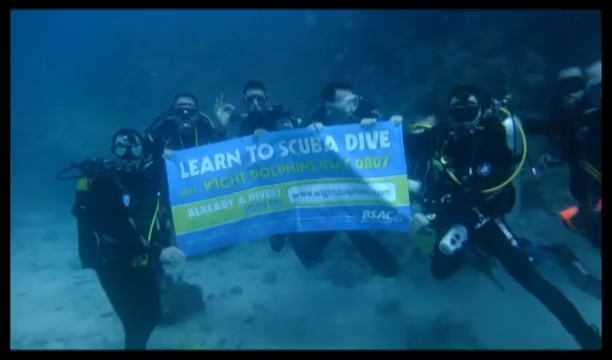 LEARN TO SCUBA DIVE
WIGHT DOLPHINS BSAC 0807
ALREADY A DIVER?
www.wightdolphins.com
BSAC